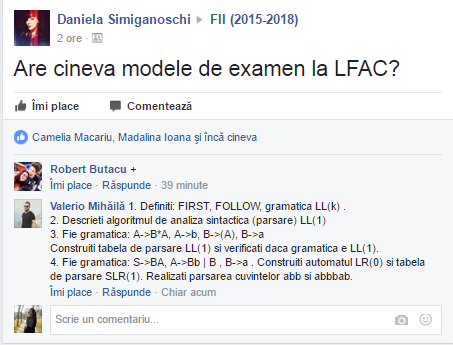 Daniela Simiganoschi ▶ FII (2015-2018)
2 ore ·
Are cineva modele de examen la LFAC?
Îmi place Comentează
Camelia Macariu, Madalina Ioana și încă cineva
Robert Butacu +
Îmi place · Răspunde · 39 minute
Valerio Mihăilă 1. Definiti: FIRST, FOLLOW, gramatica LL(k) .
2. Descrieti algoritmul de analiza sintactica (parsare) LL(1)
3. Fie gramatica: A->B*A, A->b, B->(A), B->a
Construiti tabela de parsare LL(1) si verificati daca gramatica e LL(1).
4. Fie gramatica: S->BA, A->Bb | B , B->a . Construiti automatul LR(0) si tabela
de parsare SLR(1). Realizati parsarea cuvintelor abb si abbbab.
Îmi place · Răspunde · Chiar acum
Scrie un comentariu...